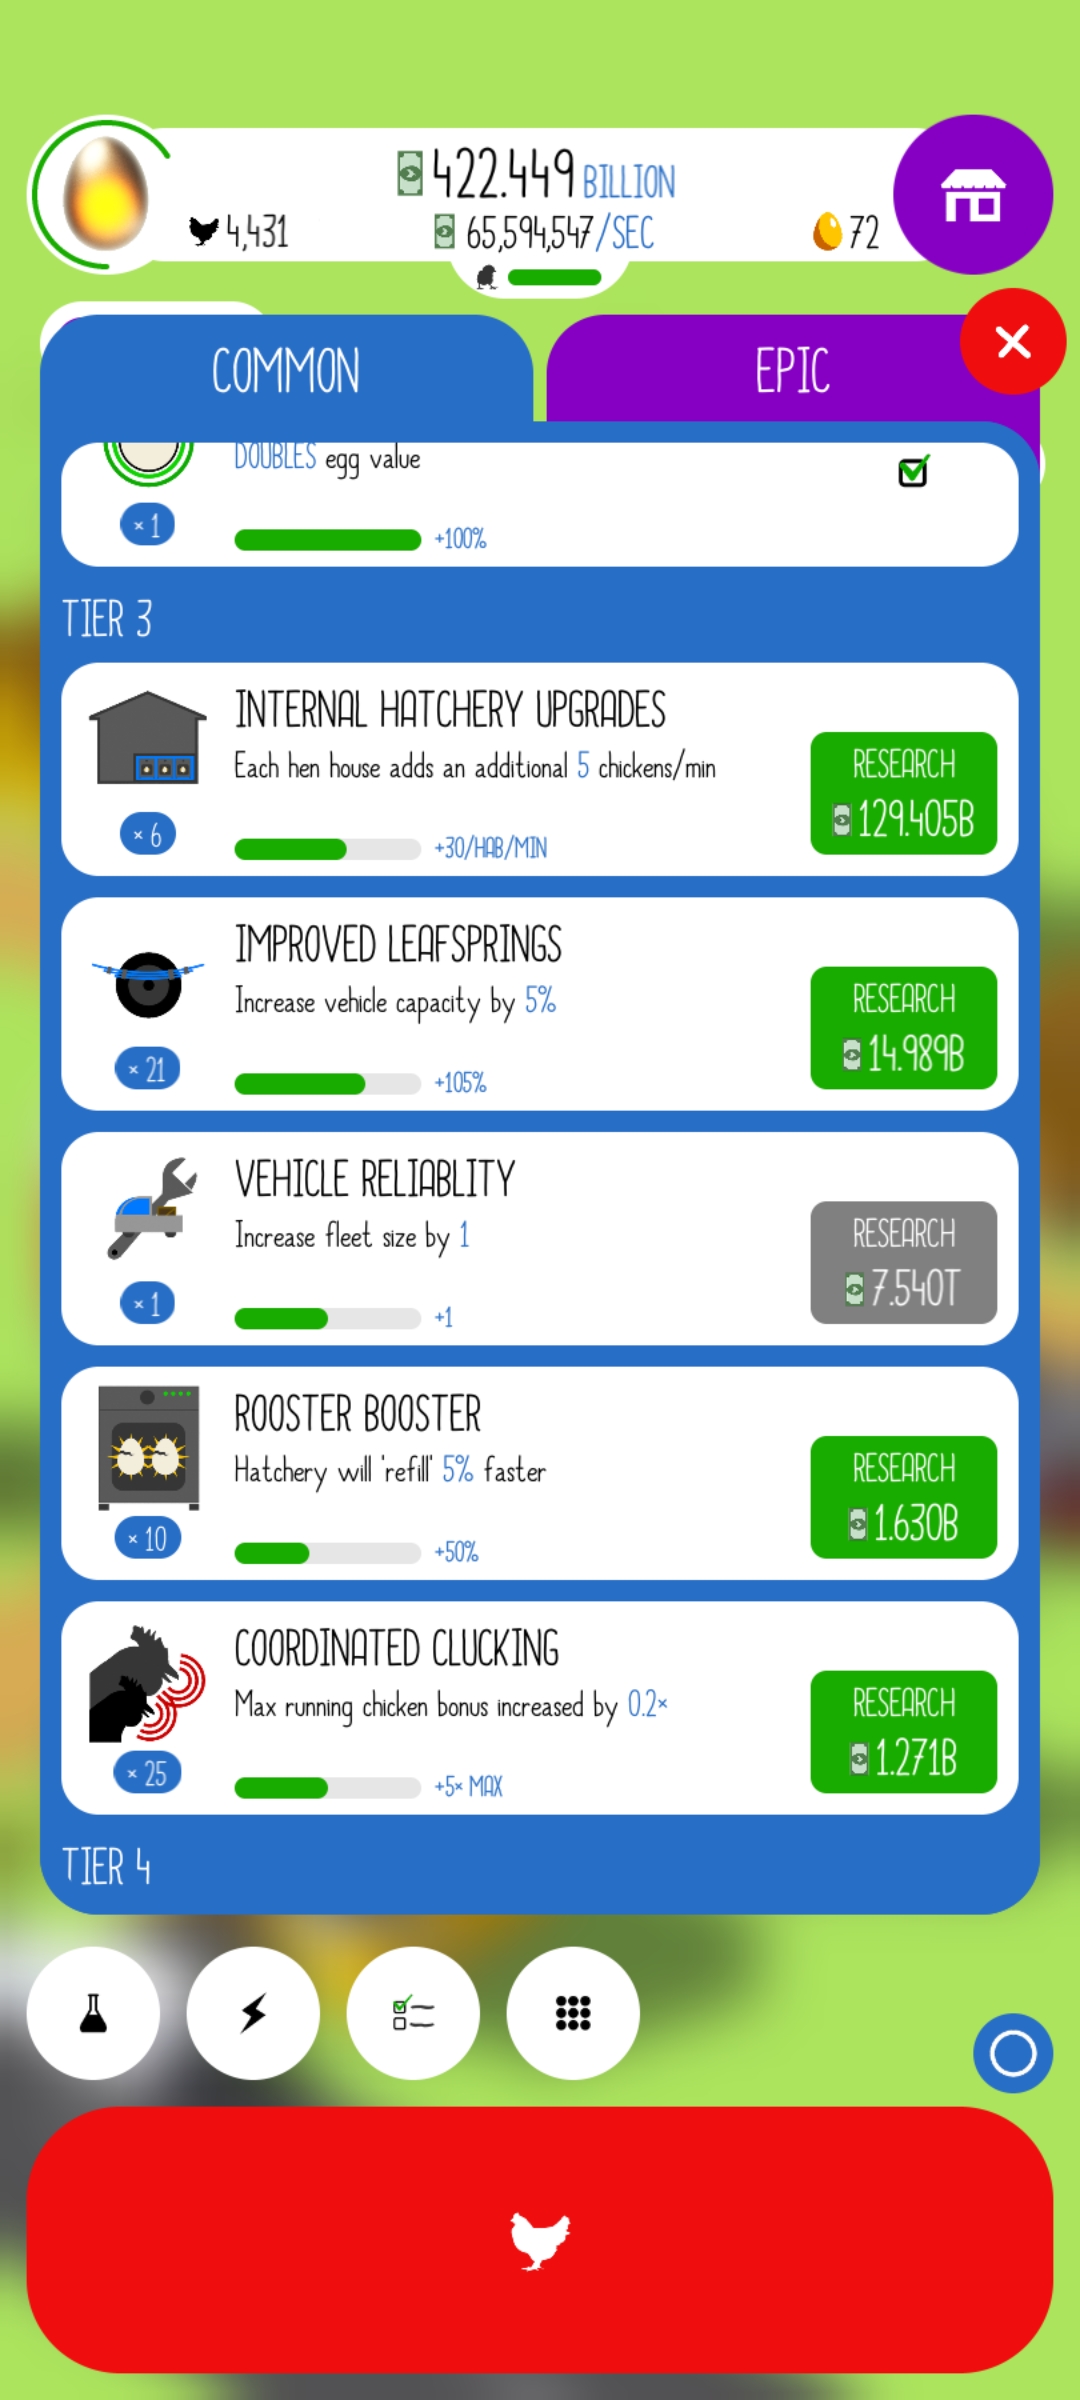 422.449 BILLION
4,431
65,594,547/SEC
72
COMMON
EPIC
DOUBLES egg value
× 1
+100%
TIER 3
INTERNAL HATCHERY UPGRADES
Each hen house adds an additional 5 chickens/min
RESEARCH
129.405B
× 6
+30/HAB/MIN
IMPROVED LEAFSPRINGS
Increase vehicle capacity by 5%
RESEARCH
14.989B
× 21
+105%
VEHICLE RELIABLITY
Increase fleet size by 1
RESEARCH
7.540T
× 1
+1
ROOSTER BOOSTER
Hatchery will 'refill' 5% faster
RESEARCH
1.630B
× 10
+50%
COORDINATED CLUCKING
Max running chicken bonus increased by 0.2×
RESEARCH
1.271B
× 25
+5× MAX
TIER 4